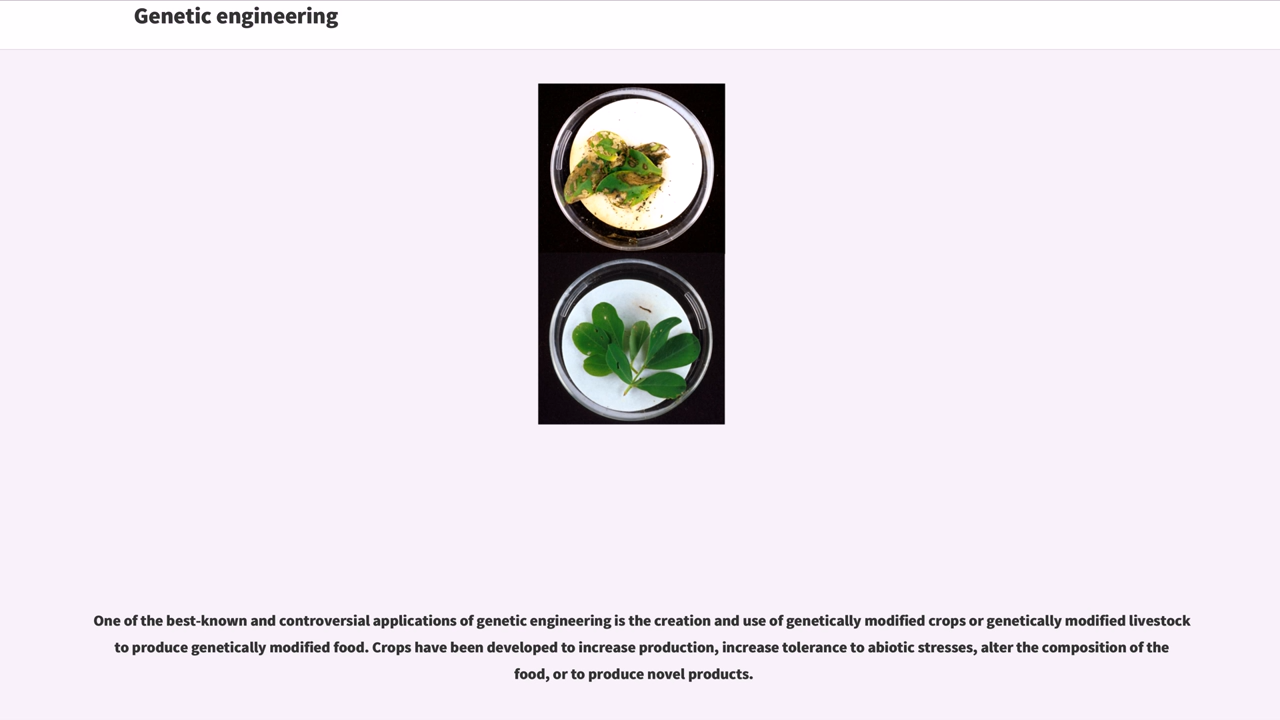 Genetic engineering
One of the best-known and controversial applications of genetic engineering is the creation and use of genetically modified crops or genetically modified livestock
to produce genetically modified food. Crops have been developed to increase production, increase tolerance to abiotic stresses, alter the composition of the
food, or to produce novel products.